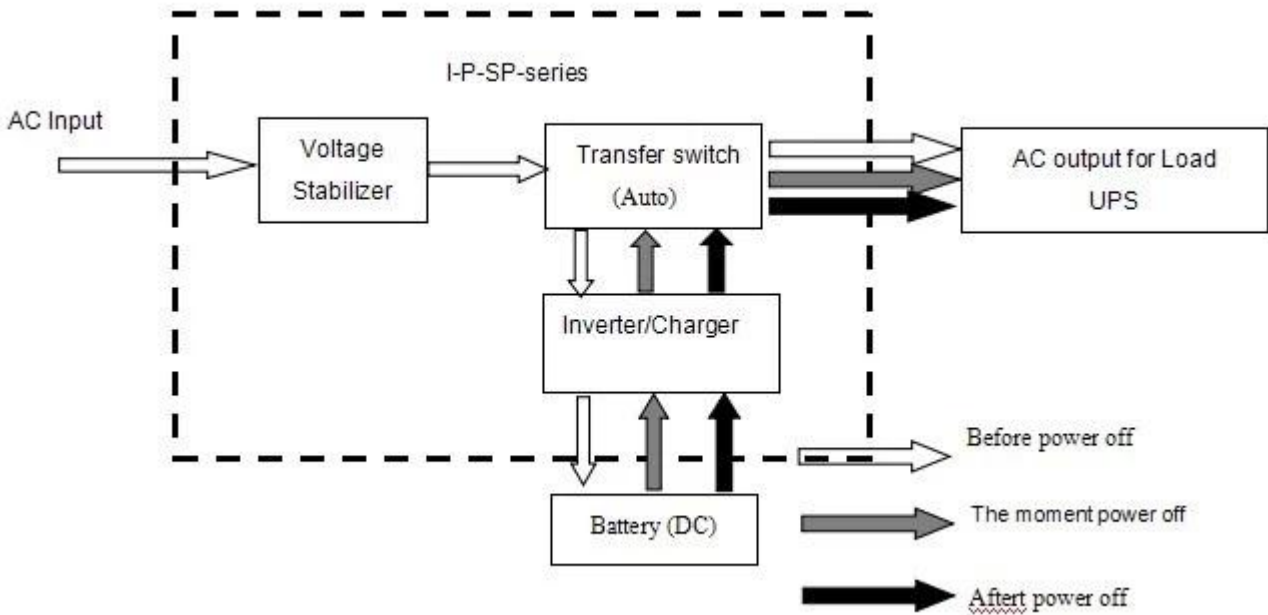 I-P-SP-series
AC Input
Voltage
Stabilizer
Transfer switch
(Auto)
AC output for Load
UPS
Inverter/Charger
Battery (DC)
Before power off
The moment power off
Aftert power off